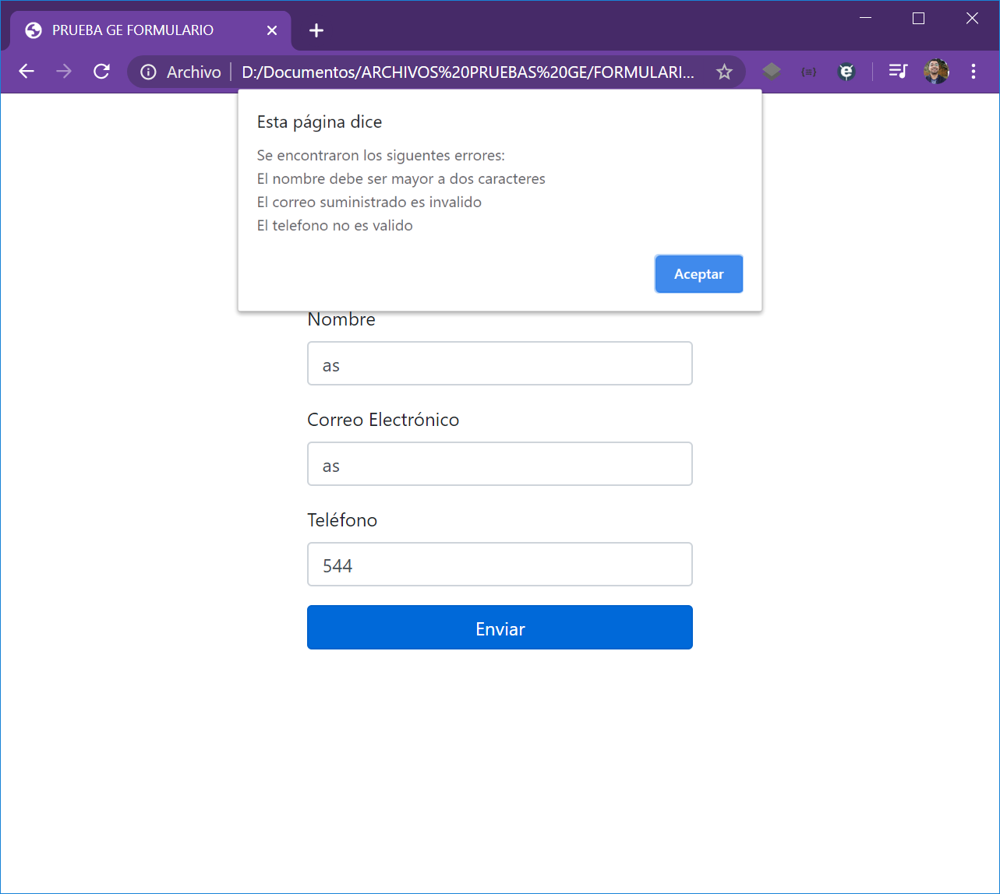 PRUEBA GE FORMULARIO
Archivo | D:/Documentos/ARCHIVOS%20PRUEBAS%20GE/FORMULARI...
Esta página dice
Se encontraron los siguentes errores:
El nombre debe ser mayor a dos caracteres
El correo suministrado es invalido
El telefono no es valido
Aceptar
Nombre
as
Correo Electrónico
as
Teléfono
544
Enviar